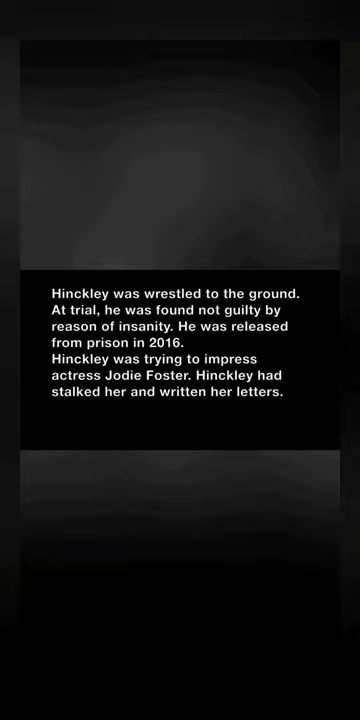 Hinckley was wrestled to the ground.
At trial, he was found not guilty by
reason of insanity. He was released
from prison in 2016.
Hinckley was trying to impress
actress Jodie Foster. Hinckley had
stalked her and written her letters.